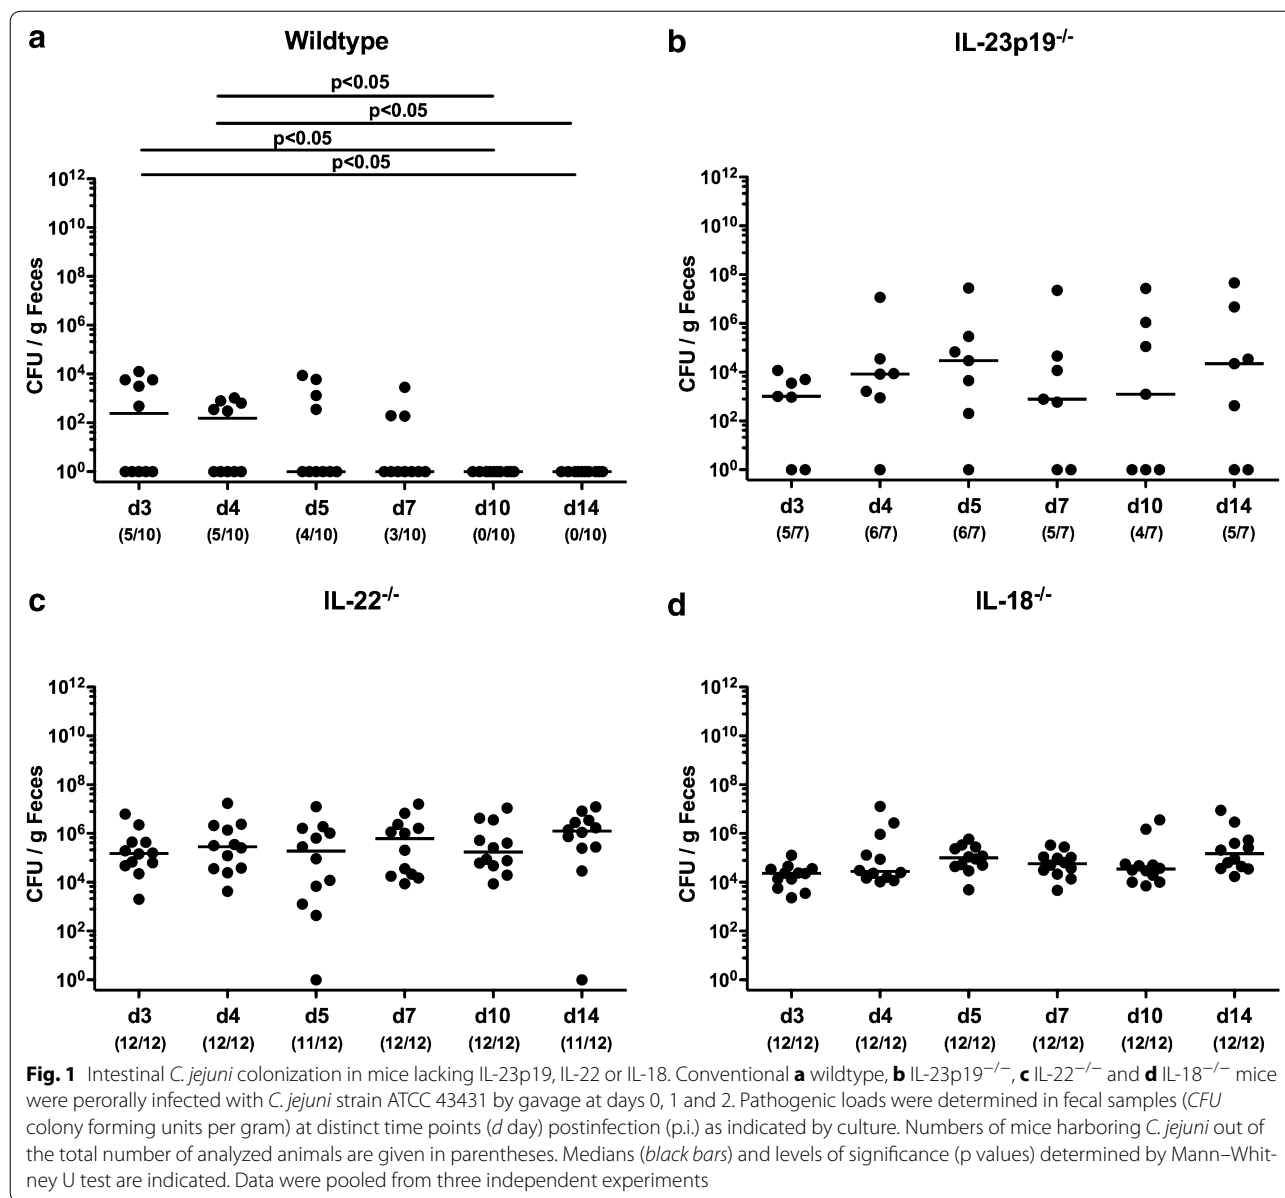 a
Wildtype
p<0.05
p<0.05
p<0.05
p<0.05
10¹²
10¹⁰
10⁸
10⁶
10⁴
10²
10⁰
CFU / g Feces
d3 d4 d5 d7 d10 d14
(5/10) (5/10) (4/10) (3/10) (0/10) (0/10)
b
IL-23p19⁻/⁻
10¹²
10¹⁰
10⁸
10⁶
10⁴
10²
10⁰
CFU / g Feces
d3 d4 d5 d7 d10 d14
(5/7) (6/7) (6/7) (5/7) (4/7) (5/7)
c
IL-22⁻/⁻
10¹²
10¹⁰
10⁸
10⁶
10⁴
10²
10⁰
CFU / g Feces
d3 d4 d5 d7 d10 d14
(12/12) (12/12) (11/12) (12/12) (12/12) (11/12)
d
IL-18⁻/⁻
10¹²
10¹⁰
10⁸
10⁶
10⁴
10²
10⁰
CFU / g Feces
d3 d4 d5 d7 d10 d14
(12/12) (12/12) (12/12) (12/12) (12/12) (12/12)
Fig. 1 Intestinal C. jejuni colonization in mice lacking IL-23p19, IL-22 or IL-18. Conventional a wildtype, b IL-23p19⁻/⁻, c IL-22⁻/⁻ and d IL-18⁻/⁻ mice
were perorally infected with C. jejuni strain ATCC 43431 by gavage at days 0, 1 and 2. Pathogenic loads were determined in fecal samples (CFU
colony forming units per gram) at distinct time points (d day) postinfection (p.i.) as indicated by culture. Numbers of mice harboring C. jejuni out of
the total number of analyzed animals are given in parentheses. Medians (black bars) and levels of significance (p values) determined by Mann–Whit-
ney U test are indicated. Data were pooled from three independent experiments